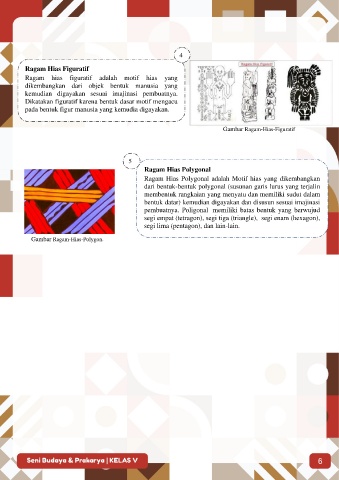 4
Ragam Hias Figuratif
Ragam hias figuratif adalah motif hias yang
dikembangkan dari objek bentuk manusia yang
kemudian digayakan sesuai imajinasi pembuatnya.
Dikatakan figuratif karena bentuk dasar motif mengacu
pada bentuk figur manusia yang kemudia digayakan.
Ragam Hias Figuratif
Gambar Ragam-Hias-Figuratif
5
Ragam Hias Polygonal
Ragam Hias Polygonal adalah Motif hias yang dikembangkan
dari bentuk-bentuk polygonal (susunan garis lurus yang terjalin
membentuk rangkaian yang menyatu dan memiliki sudut dalam
bentuk datar) kemudian digayakan dan disusun sesuai imajinasi
pembuatnya. Poligonal memiliki batas bentuk yang berwujud
segi empat (tetragon), segi tiga (triangle), segi enam (hexagon),
segi lima (pentagon), dan lain-lain.
Gambar Ragam-Hias-Polygon
Seni Budaya & Prakarya | KELAS V
6